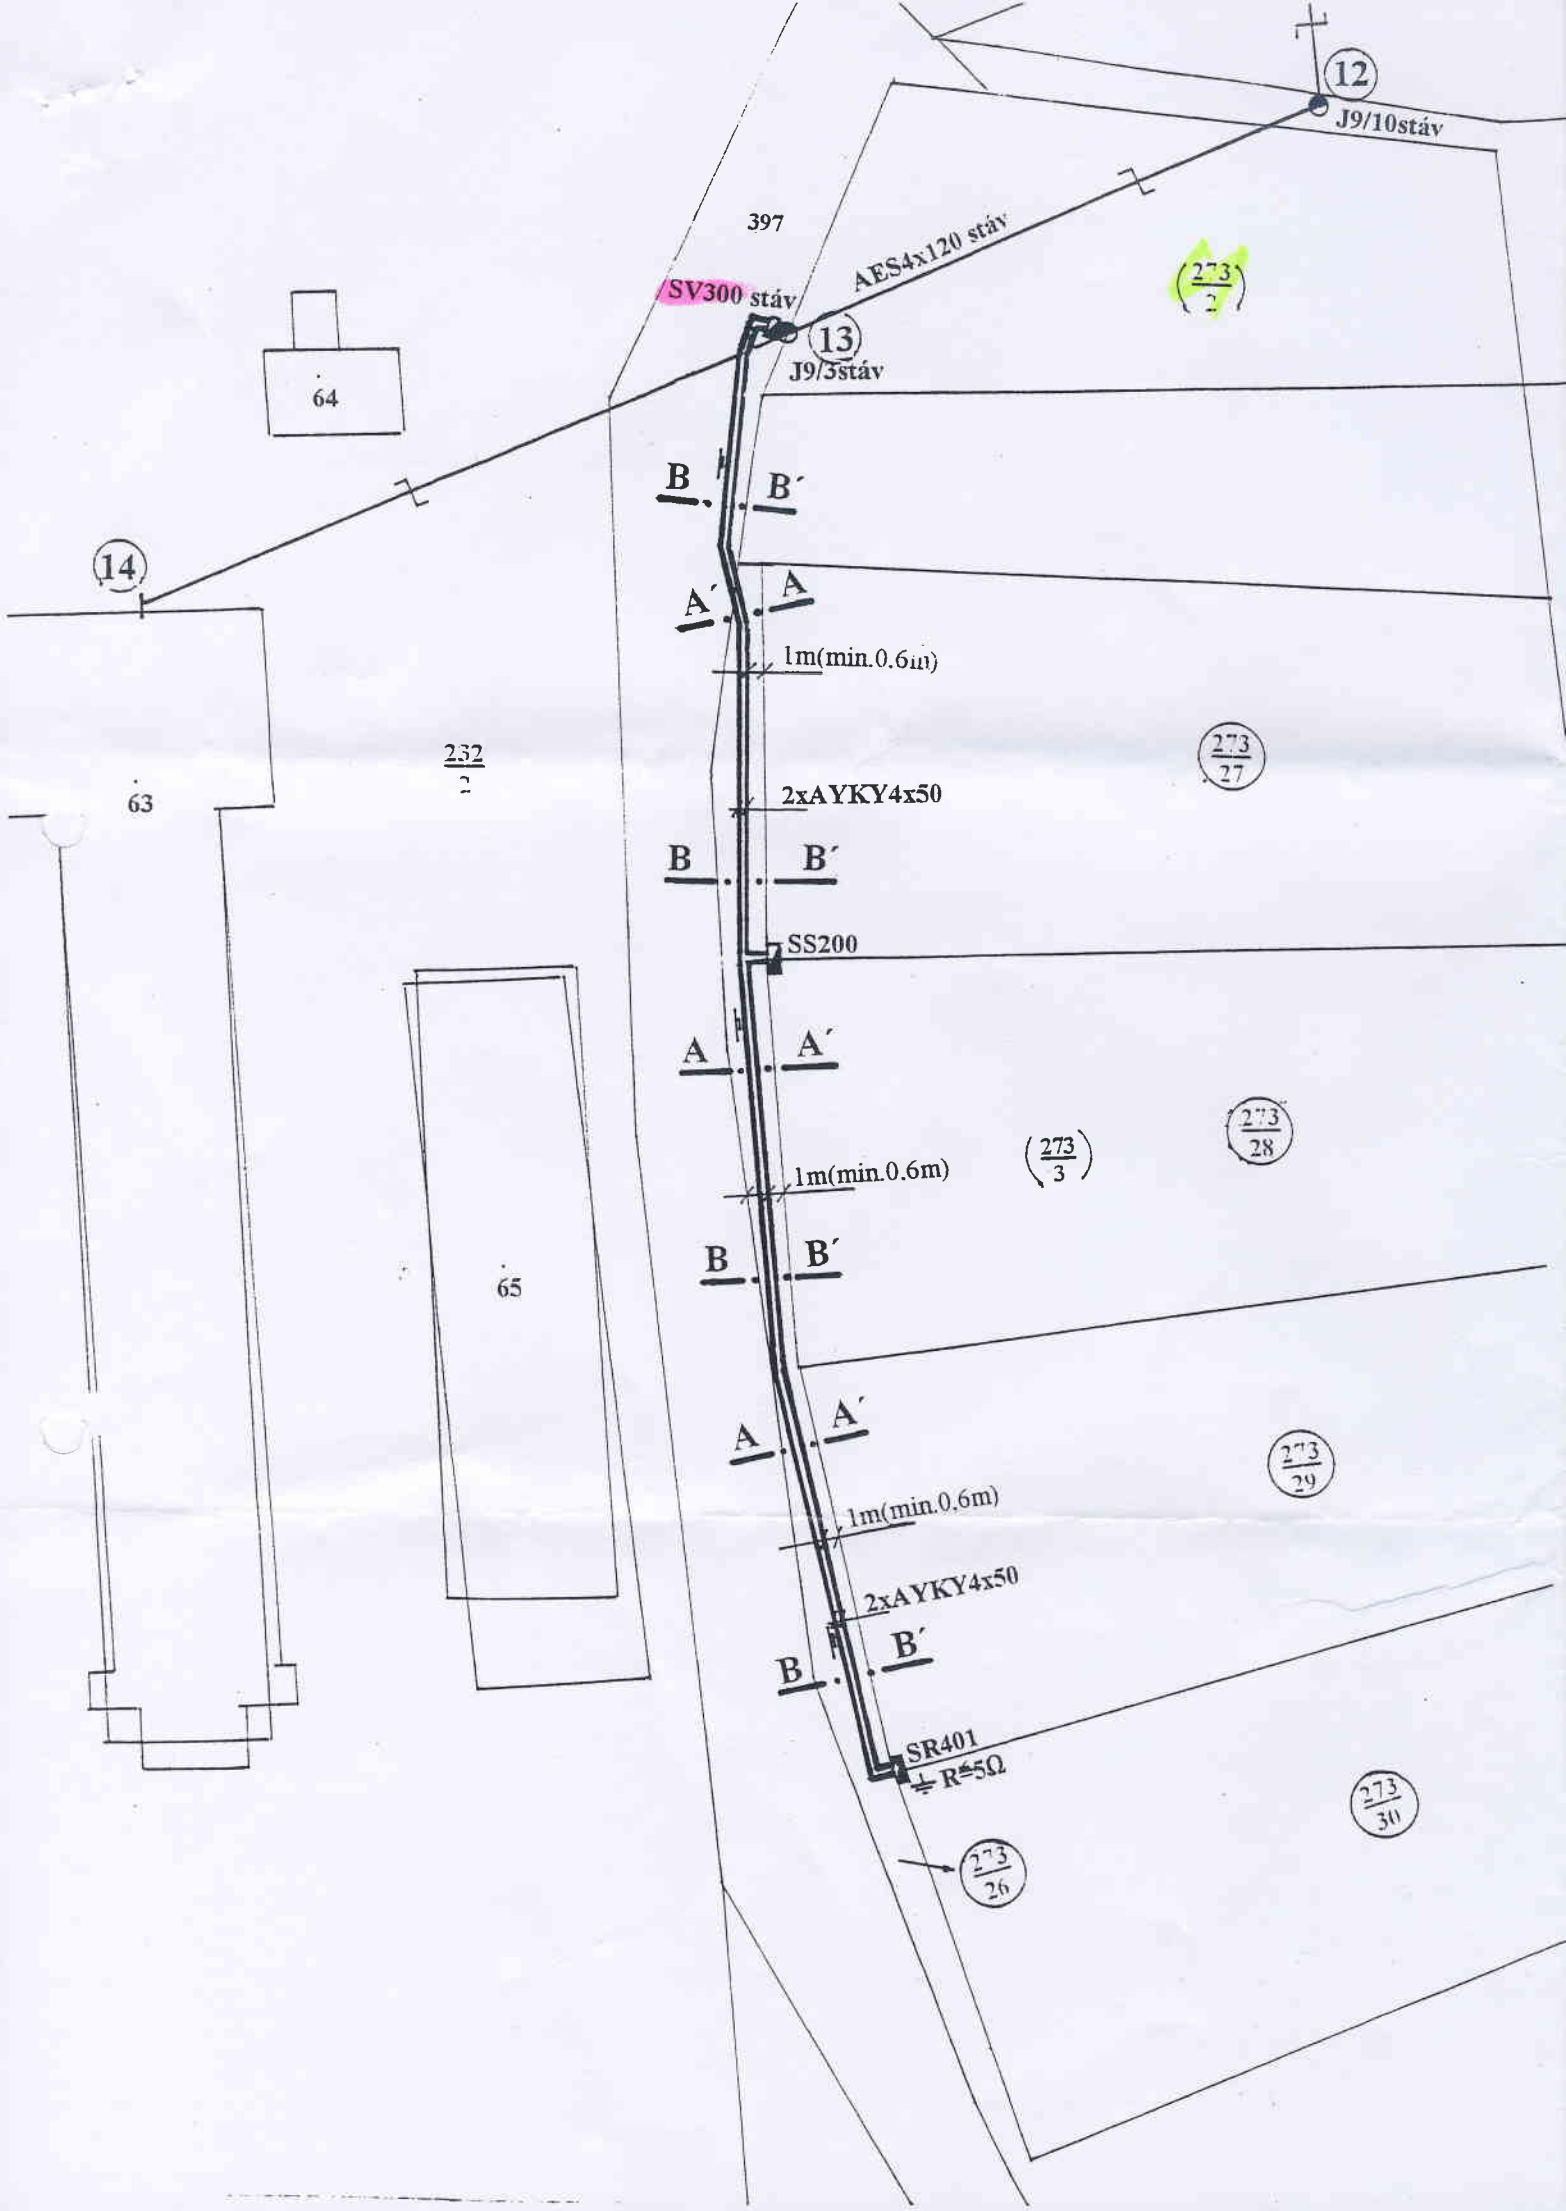 12
J9/10stáv
397
AES4x120 stáv
273
2
SV300 stáv
13
J9/3stáv
64
B B´
14
A´ A
1m(min.0.6m)
232
273
27
63
2xAYKY4x50
B B´
SS200
A A´
273
28
273
3
1m(min.0.6m)
B B´
65
A A´
273
29
1m(min.0,6m)
2xAYKY4x50
B B´
SR401
R=5Ω
273
30
273
26